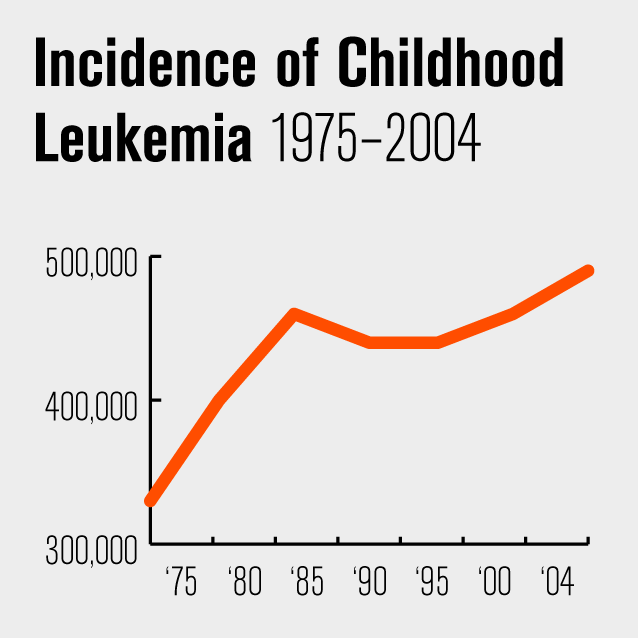 Incidence of Childhood
Leukemia 1975–2004
500,000
400,000
300,000
‘75 ‘80 ‘85 ‘90 ‘95 ‘00 ‘04